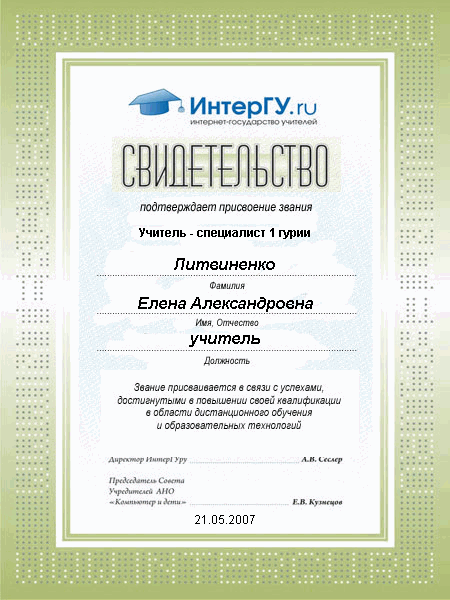 ИнтерГУ.ru
интернет-государство учителей
СВИДЕТЕЛЬСТВО
подтверждает присвоение звания
Учитель - специалист 1 гурии
Литвиненко
Фамилия
Елена Александровна
Имя, Отчество
учитель
Должность
Звание присваивается в связи с успехами,
достигнутыми в повышении своей квалификации
в области дистанционного обучения
и образовательных технологий
Директор ИнтерГУру А.В. Сеслер
Председатель Совета
Учредителей АНО
«Компьютер и дети» Е.В. Кузнецов
21.05.2007